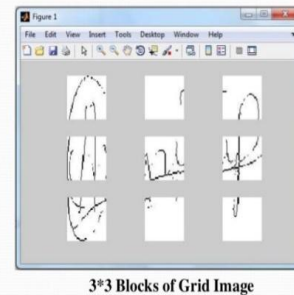 Figure 1
File Edit View Insert Tools Desktop Window Help
3*3 Blocks of Grid Image